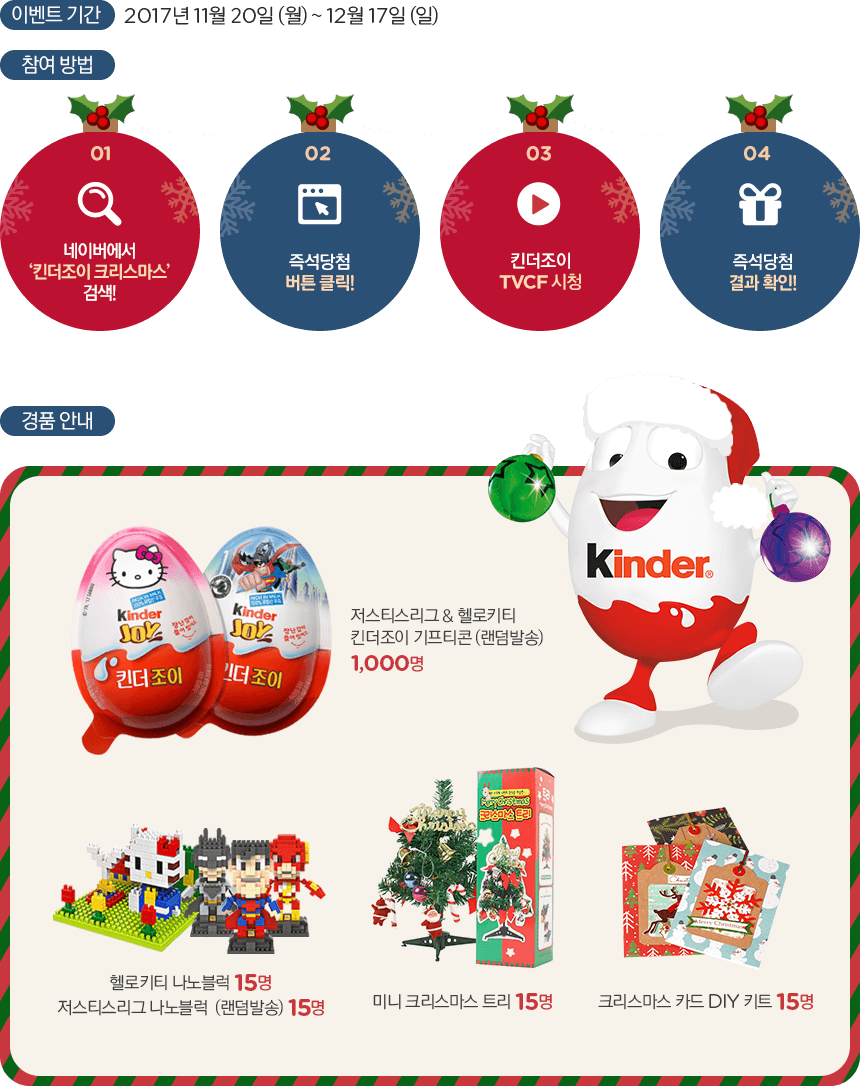 이벤트 기간 2017년 11월 20일 (월) ~ 12월 17일 (일)
참여 방법
01
네이버에서
‘킨더조이 크리스마스’
검색!
02
즉석당첨
버튼 클릭!
03
킨더조이
TVCF 시청
04
즉석당첨
결과 확인!
경품 안내
Kinder
Kinder
JOY
킨더조이
Kinder
JOY
킨더조이
저스티스리그 & 헬로키티
킨더조이 기프티콘 (랜덤발송)
1,000명
Merry Christmas
크리스마스 트리
Merry Christmas
헬로키티 나노블럭 15명
저스티스리그 나노블럭 (랜덤발송) 15명
미니 크리스마스 트리 15명
크리스마스 카드 DIY 키트 15명